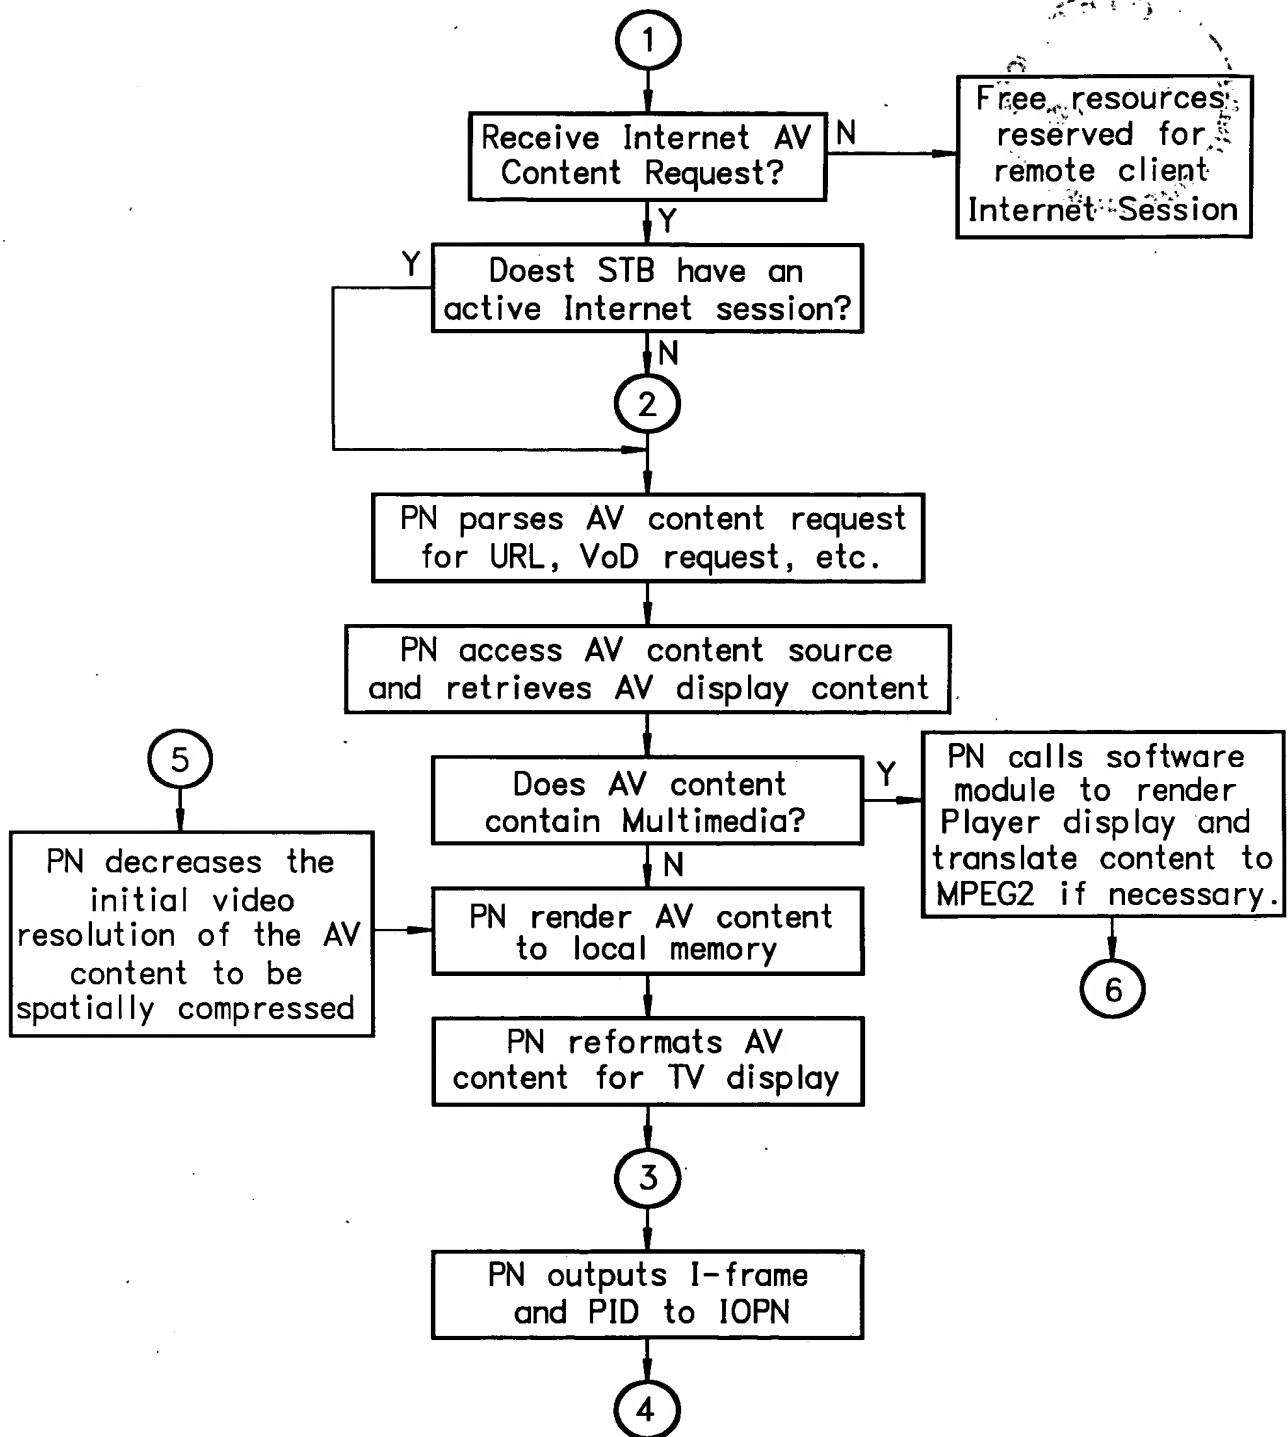 1
Receive Internet AV
Content Request?
N
Free resources
reserved for
remote client
Internet Session
Y
Y
Doest STB have an
active Internet session?
N
2
PN parses AV content request
for URL, VoD request, etc.
PN access AV content source
and retrieves AV display content
5
Does AV content
contain Multimedia?
Y
PN calls software
module to render
Player display and
translate content to
MPEG2 if necessary.
N
PN decreases the
initial video
resolution of the AV
content to be
spatially compressed
PN render AV content
to local memory
6
PN reformats AV
content for TV display
3
PN outputs I-frame
and PID to IOPN
4